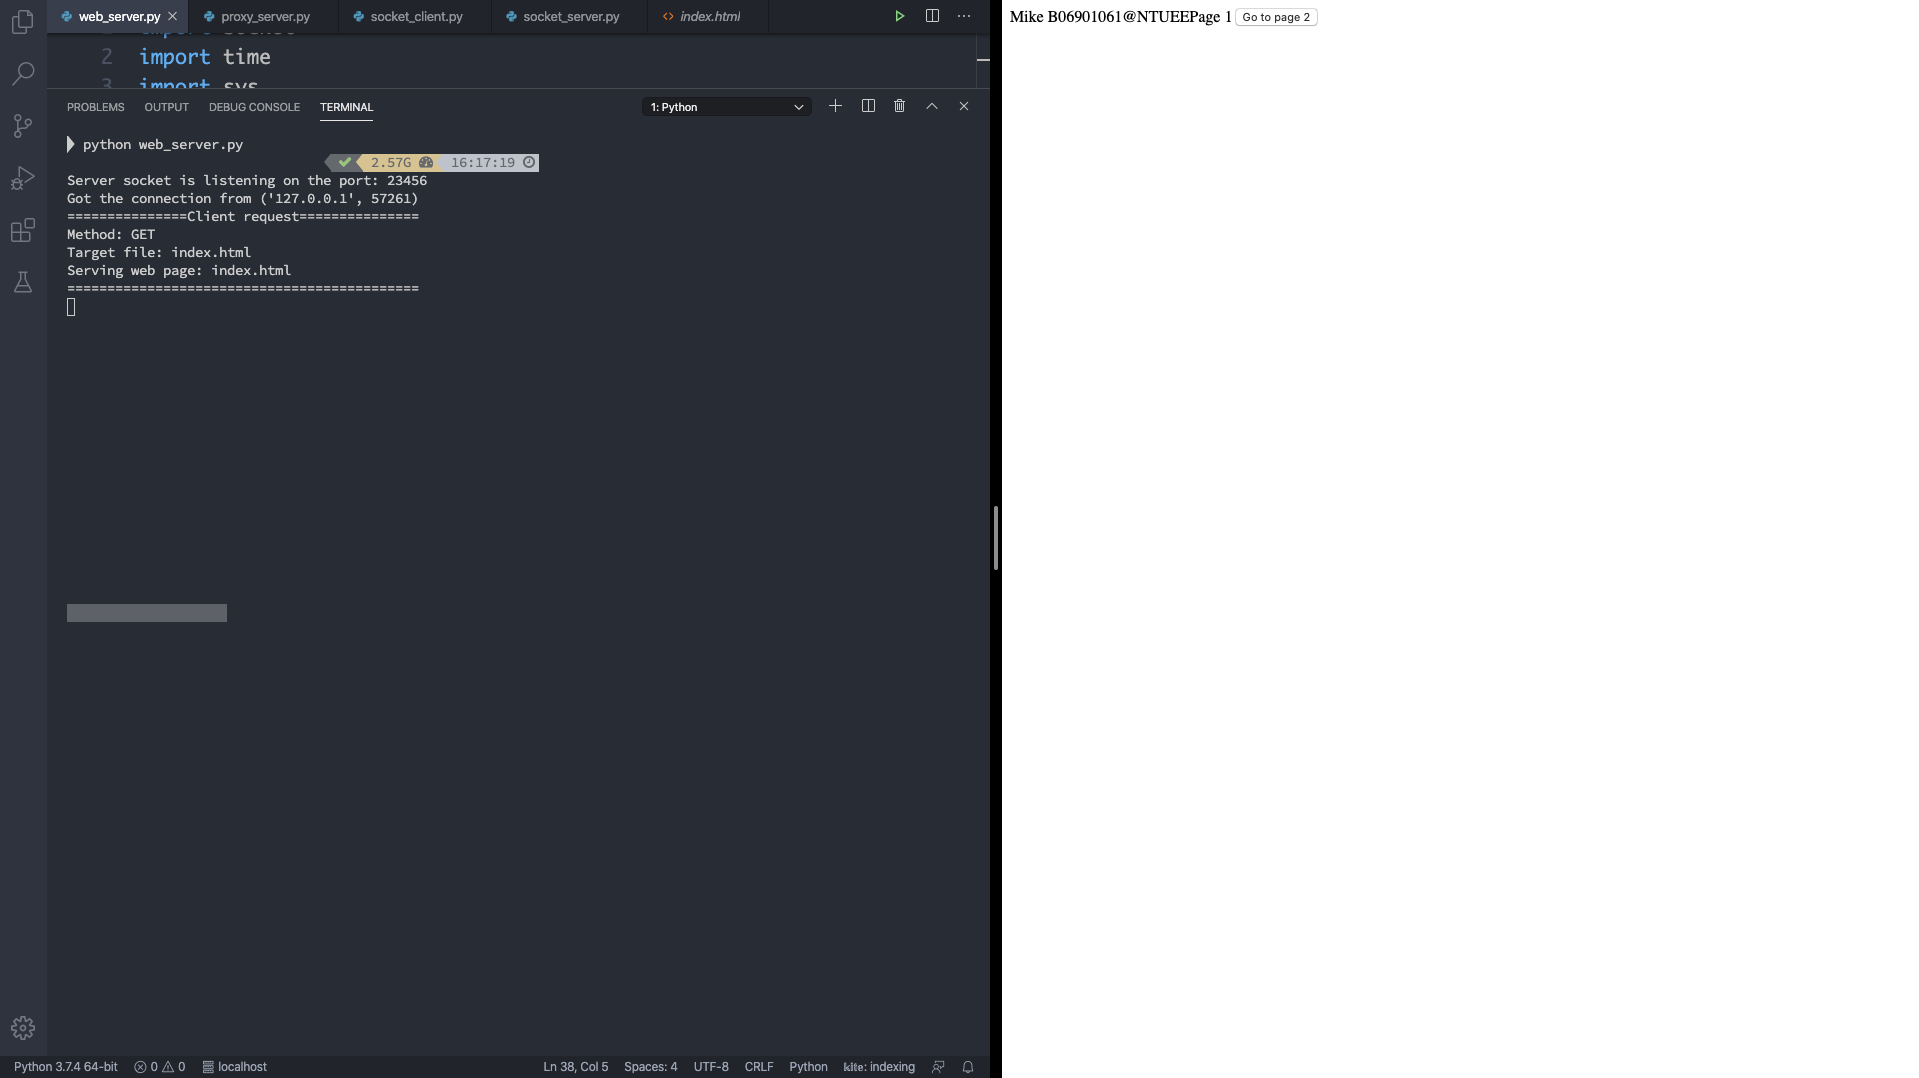 web_server.py proxy_server.py socket_client.py socket_server.py index.html
import socket
2 import time
3 import sys
PROBLEMS OUTPUT DEBUG CONSOLE TERMINAL 1: Python
python web_server.py
2.57G 16:17:19
Server socket is listening on the port: 23456
Got the connection from ('127.0.0.1', 57261)
===============Client request===============
Method: GET
Target file: index.html
Serving web page: index.html
============================================
Python 3.7.4 64-bit 0 0 localhost Ln 38, Col 5 Spaces: 4 UTF-8 CRLF Python kite: indexing
Mike B06901061@NTUEEPage 1 Go to page 2